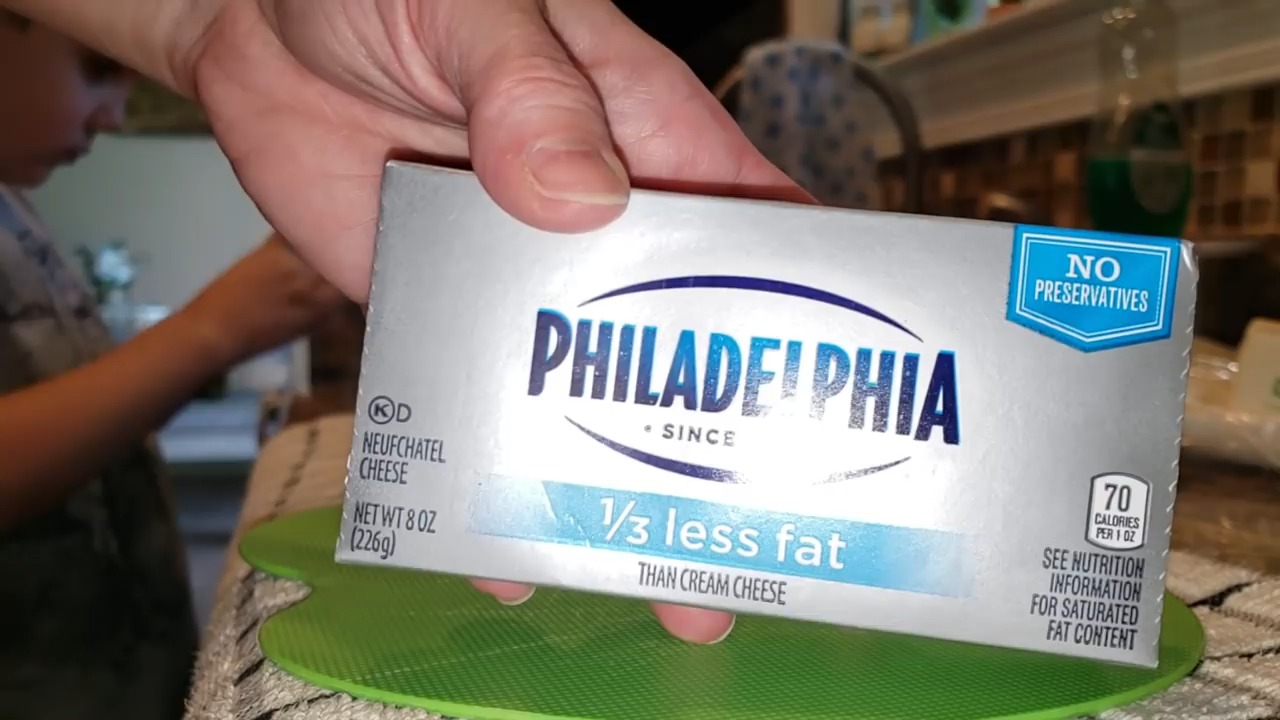 NO
PRESERVATIVES
PHILADELPHIA
• SINCE
KD
NEUFCHATEL
CHEESE
NET WT 8 OZ
(226g)
1/3 less fat
THAN CREAM CHEESE
70
CALORIES
PER 1 OZ
SEE NUTRITION
INFORMATION
FOR SATURATED
FAT CONTENT